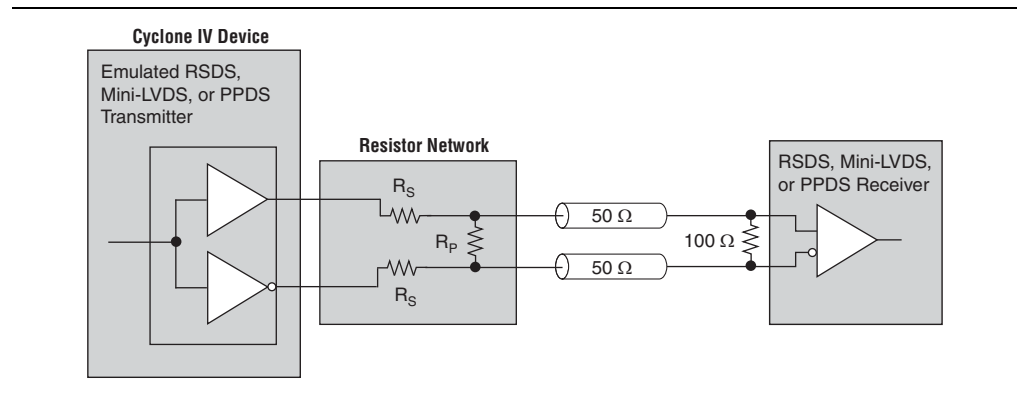 Cyclone IV Device
Emulated RSDS,
Mini-LVDS, or PPDS
Transmitter
Resistor Network
RS
RP
RS
50 Ω
50 Ω
100 Ω
RSDS, Mini-LVDS,
or PPDS Receiver